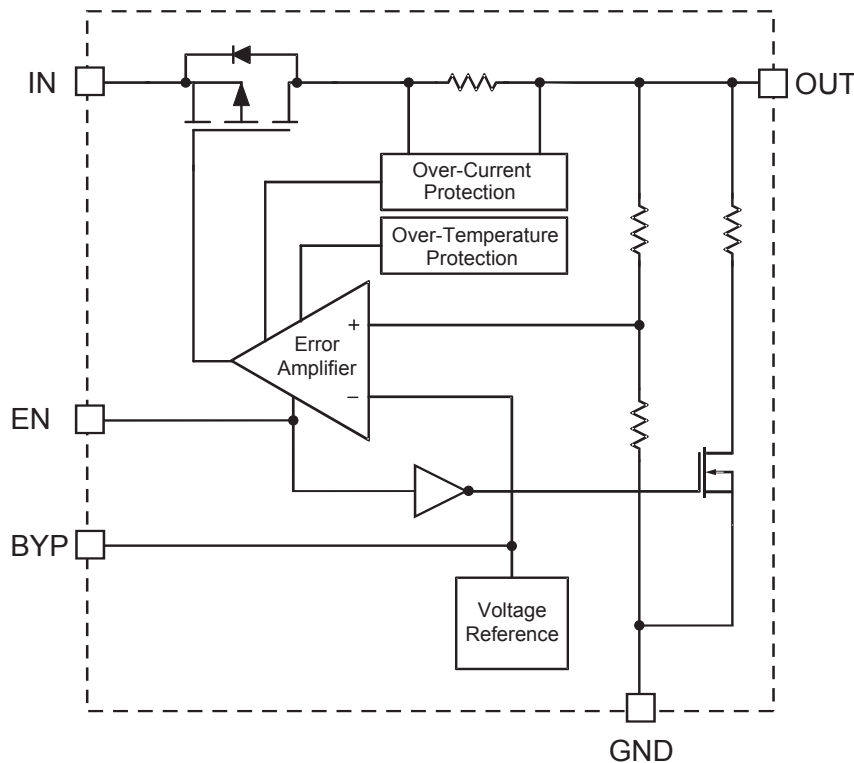 IN
OUT
Over-Current
Protection
Over-Temperature
Protection
+
Error
Amplifier
−
EN
BYP
Voltage
Reference
GND